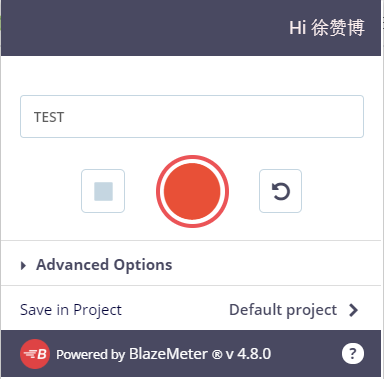 Hi 徐赞博
TEST
Advanced Options
Save in Project Default project
B Powered by BlazeMeter ® v 4.8.0 ?